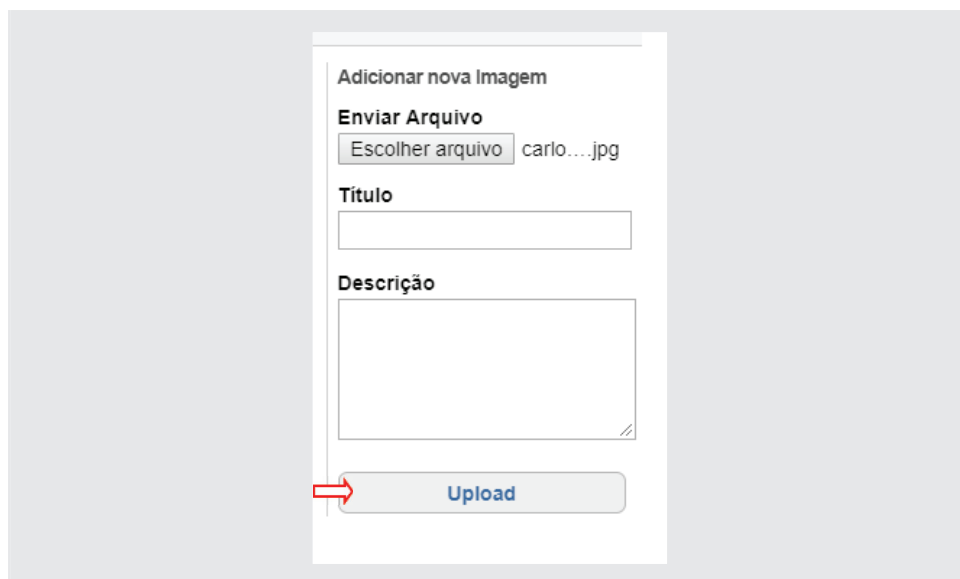 Adicionar nova Imagem
Enviar Arquivo
Escolher arquivo carlo....jpg
Título
Descrição
Upload